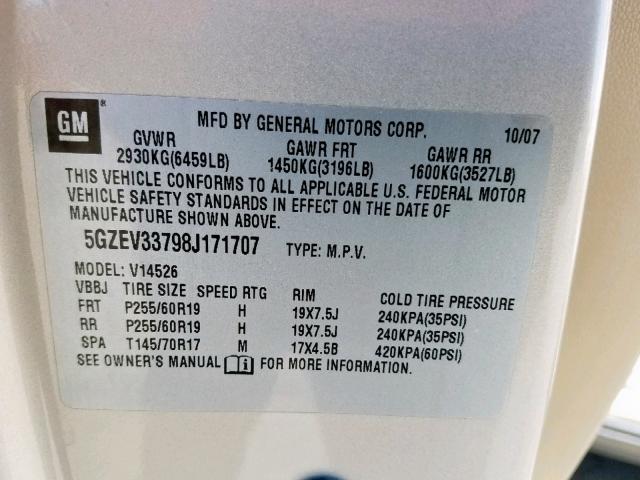 GM
MFD BY GENERAL MOTORS CORP. 10/07
GVWR GAWR FRT GAWR RR
2930KG(6459LB) 1450KG(3196LB) 1600KG(3527LB)
THIS VEHICLE CONFORMS TO ALL APPLICABLE U.S. FEDERAL MOTOR
VEHICLE SAFETY STANDARDS IN EFFECT ON THE DATE OF
MANUFACTURE SHOWN ABOVE.
5GZEV33798J171707 TYPE: M.P.V.
MODEL: V14526
VBBJ TIRE SIZE SPEED RTG RIM COLD TIRE PRESSURE
FRT P255/60R19 H 19X7.5J 240KPA(35PSI)
RR P255/60R19 H 19X7.5J 240KPA(35PSI)
SPA T145/70R17 M 17X4.5B 420KPA(60PSI)
SEE OWNER'S MANUAL FOR MORE INFORMATION.